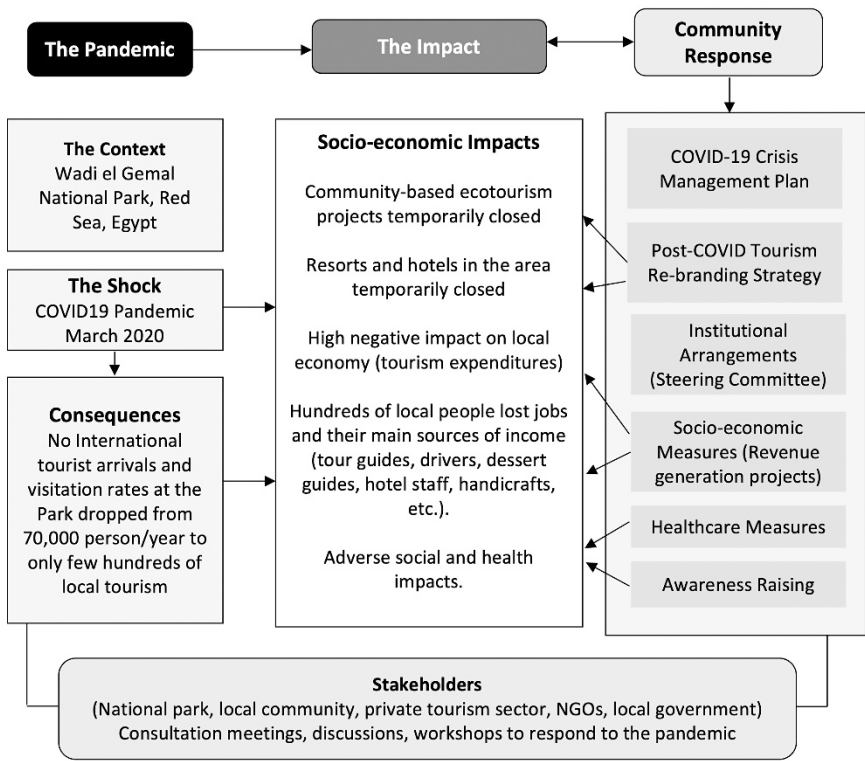 The Pandemic
The Impact
Community
Response
The Context
Wadi el Gemal
National Park, Red
Sea, Egypt
The Shock
COVID19 Pandemic
March 2020
Consequences
No International
tourist arrivals and
visitation rates at the
Park dropped from
70,000 person/year to
only few hundreds of
local tourism
Socio-economic Impacts
Community-based ecotourism
projects temporarily closed
Resorts and hotels in the area
temporarily closed
High negative impact on local
economy (tourism expenditures)
Hundreds of local people lost jobs
and their main sources of income
(tour guides, drivers, dessert
guides, hotel staff, handicrafts,
etc.).
Adverse social and health
impacts.
COVID-19 Crisis
Management Plan
Post-COVID Tourism
Re-branding Strategy
Institutional
Arrangements
(Steering Committee)
Socio-economic
Measures (Revenue
generation projects)
Healthcare Measures
Awareness Raising
Stakeholders
(National park, local community, private tourism sector, NGOs, local government)
Consultation meetings, discussions, workshops to respond to the pandemic